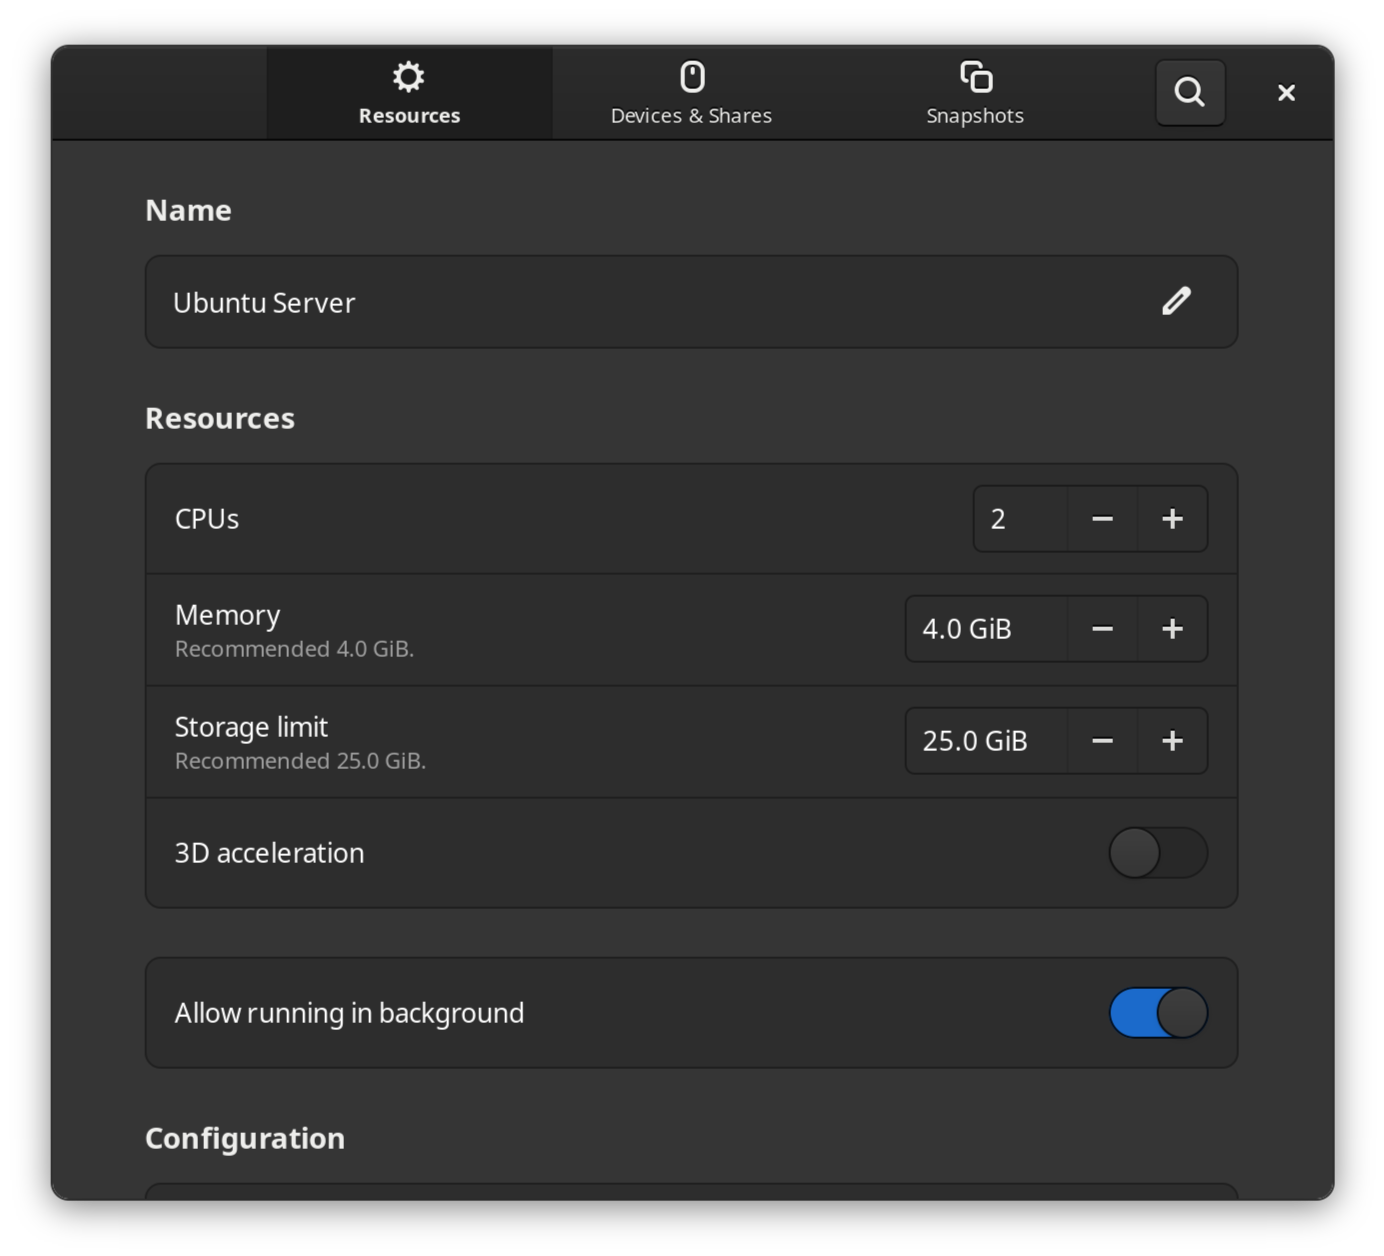 Resources
Devices & Shares
Snapshots
Name
Ubuntu Server
Resources
CPUs
2
Memory
Recommended 4.0 GiB.
4.0 GiB
Storage limit
Recommended 25.0 GiB.
25.0 GiB
3D acceleration
Allow running in background
Configuration